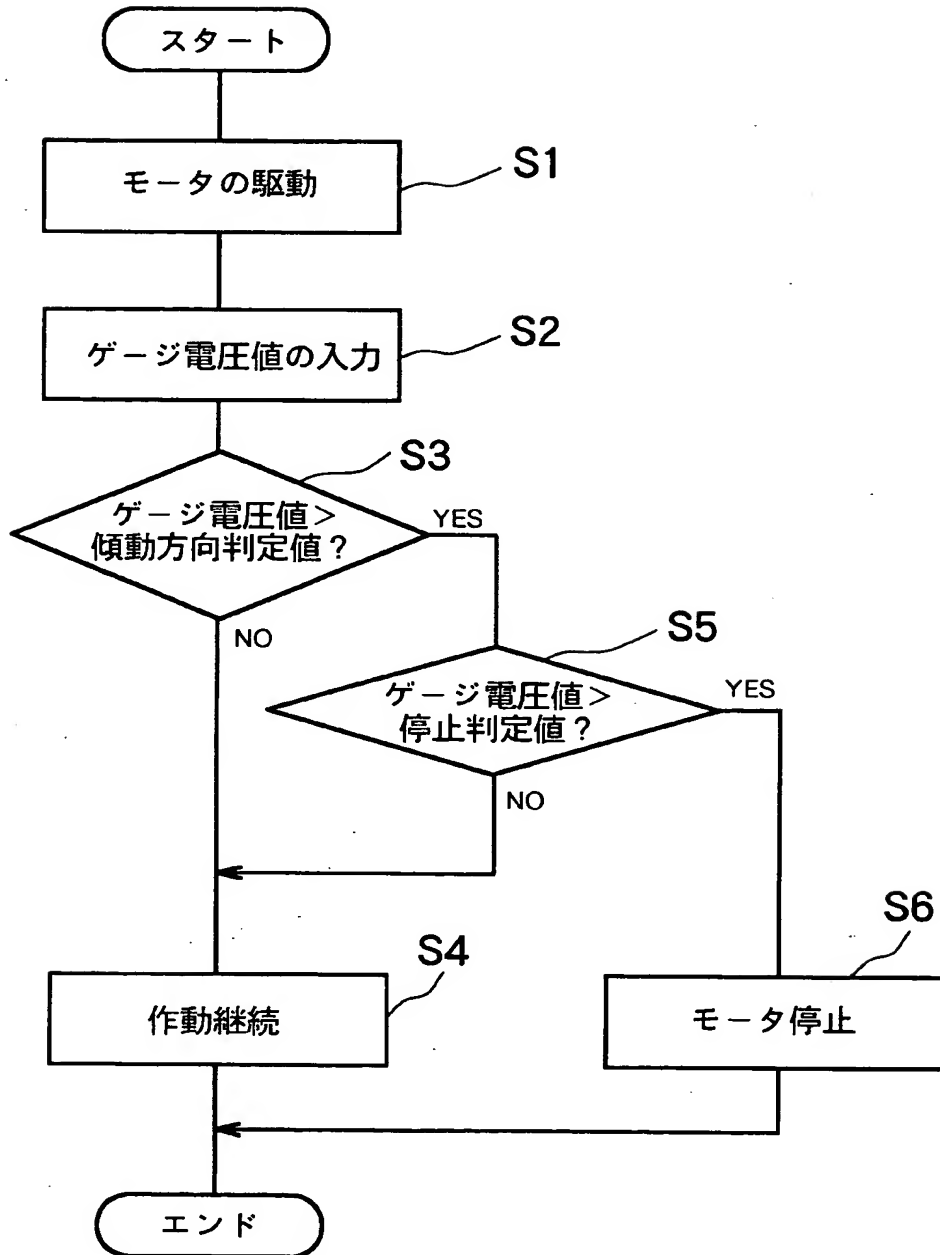 スタート
モータの駆動
S1
ゲージ電圧値の入力
S2
S3
ゲージ電圧値>
傾動方向判定値?
YES
NO
S5
ゲージ電圧値>
停止判定値?
YES
NO
S4
作動継続
S6
モータ停止
エンド